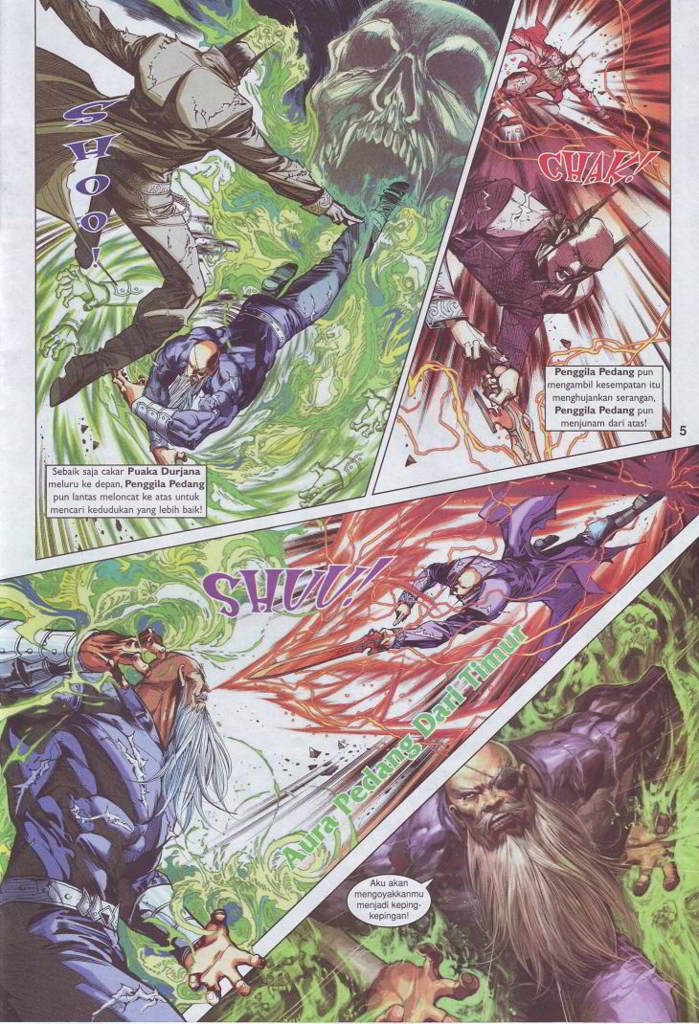 SHOO!
Sebaik saja cakar Puaka Durjana
meluru ke depan, Penggila Pedang
pun lantas meloncat ke atas untuk
mencari kedudukan yang lebih baik!
CHAK!
Penggila Pedang pun
mengambil kesempatan itu
menghujankan serangan,
Penggila Pedang pun
menjunam dari atas!
5
SHUU!
Aura Pedang Dari Timur
Aku akan
mengoyakkanmu
menjadi keping-
kepingan!